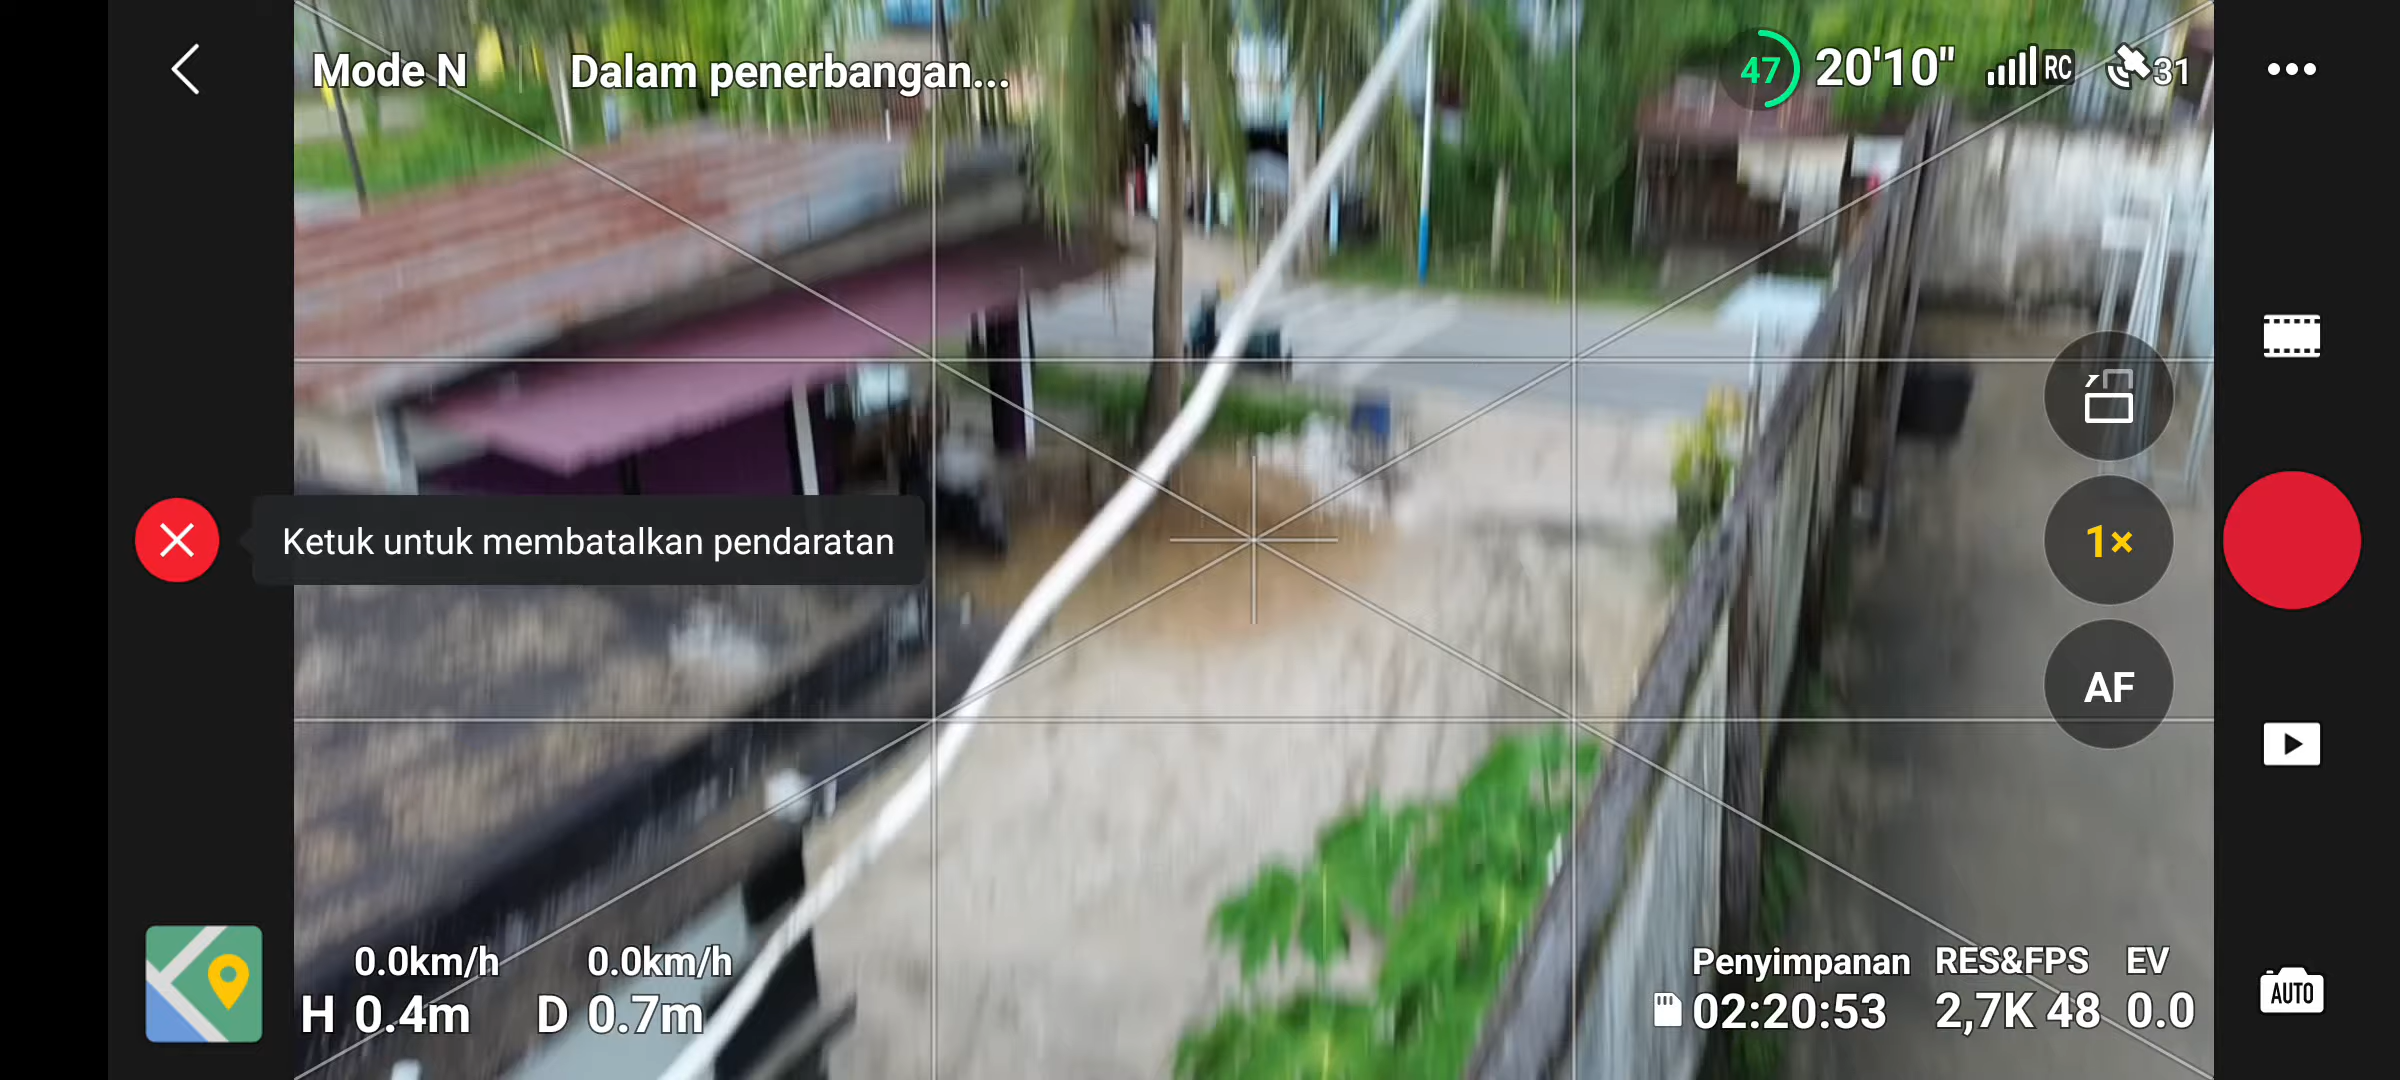 Mode N
Dalam penerbangan...
47
20'10"
RC
31
Ketuk untuk membatalkan pendaratan
1×
AF
0.0km/h 0.0km/h
H 0.4m D 0.7m
Penyimpanan RES&FPS EV
02:20:53 2,7K 48 0.0
AUTO